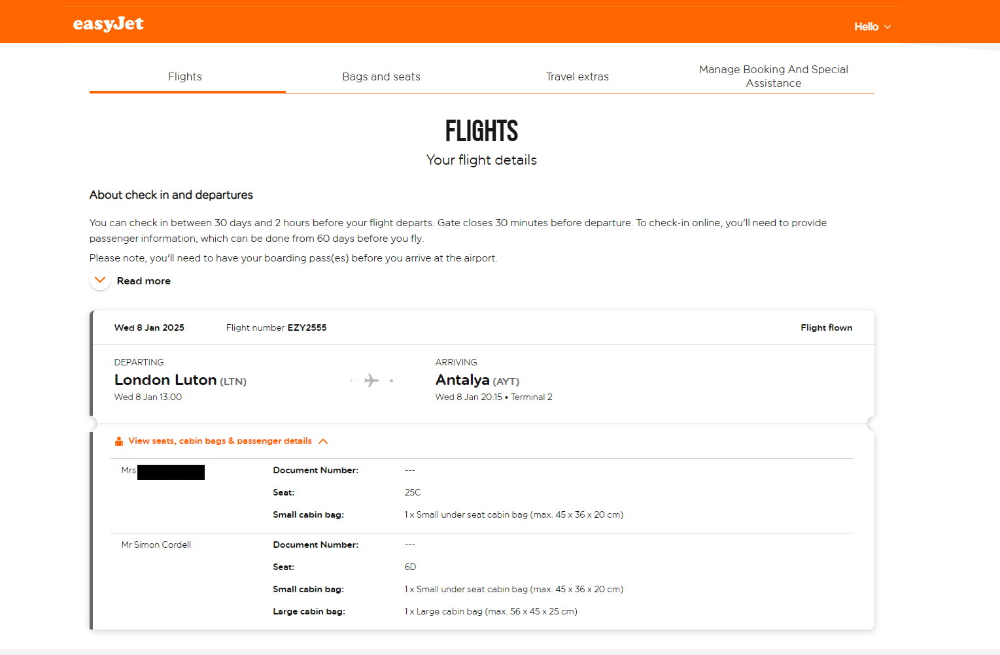 easyJet
Hello
Flights
Bags and seats
Travel extras
Manage Booking And Special
Assistance
FLIGHTS
Your flight details
About check in and departures
You can check in between 30 days and 2 hours before your flight departs. Gate closes 30 minutes before departure. To check-in online, you'll need to provide
passenger information, which can be done from 60 days before you fly.
Please note, you'll need to have your boarding pass(es) before you arrive at the airport.
Read more
Wed 8 Jan 2025 Flight number EZY2555 Flight flown
DEPARTING
London Luton (LTN)
Wed 8 Jan 13:00
ARRIVING
Antalya (AYT)
Wed 8 Jan 20:15 • Terminal 2
View seats, cabin bags & passenger details
Mrs
Document Number: ---
Seat: 25C
Small cabin bag: 1 x Small under seat cabin bag (max. 45 x 36 x 20 cm)
Mr Simon Cordell
Document Number: ---
Seat: 6D
Small cabin bag: 1 x Small under seat cabin bag (max. 45 x 36 x 20 cm)
Large cabin bag: 1 x Large cabin bag (max. 56 x 45 x 25 cm)